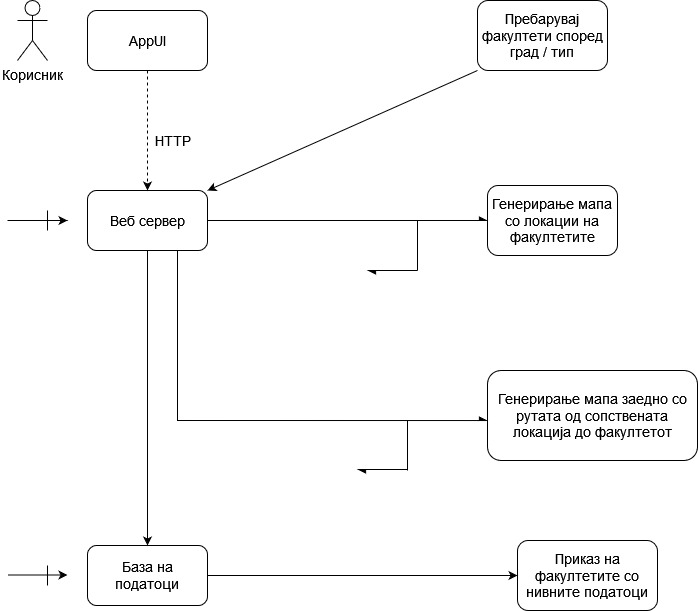 Корисник
AppUI
Пребарувај
факултети според
град / тип
HTTP
Веб сервер
Генерирање мапа
со локации на
факултетите
Генерирање мапа заедно со
рутата од сопствената
локација до факултетот
База на
податоци
Приказ на
факултетите со
нивните податоци